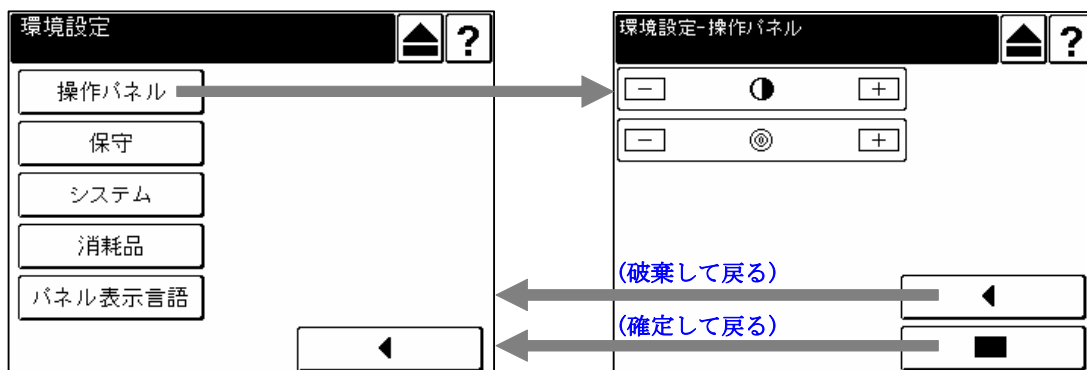 環境設定
?
操作パネル
保守
システム
消耗品
パネル表示言語
環境設定-操作パネル
?
- +
- +
(破棄して戻る)
(確定して戻る)